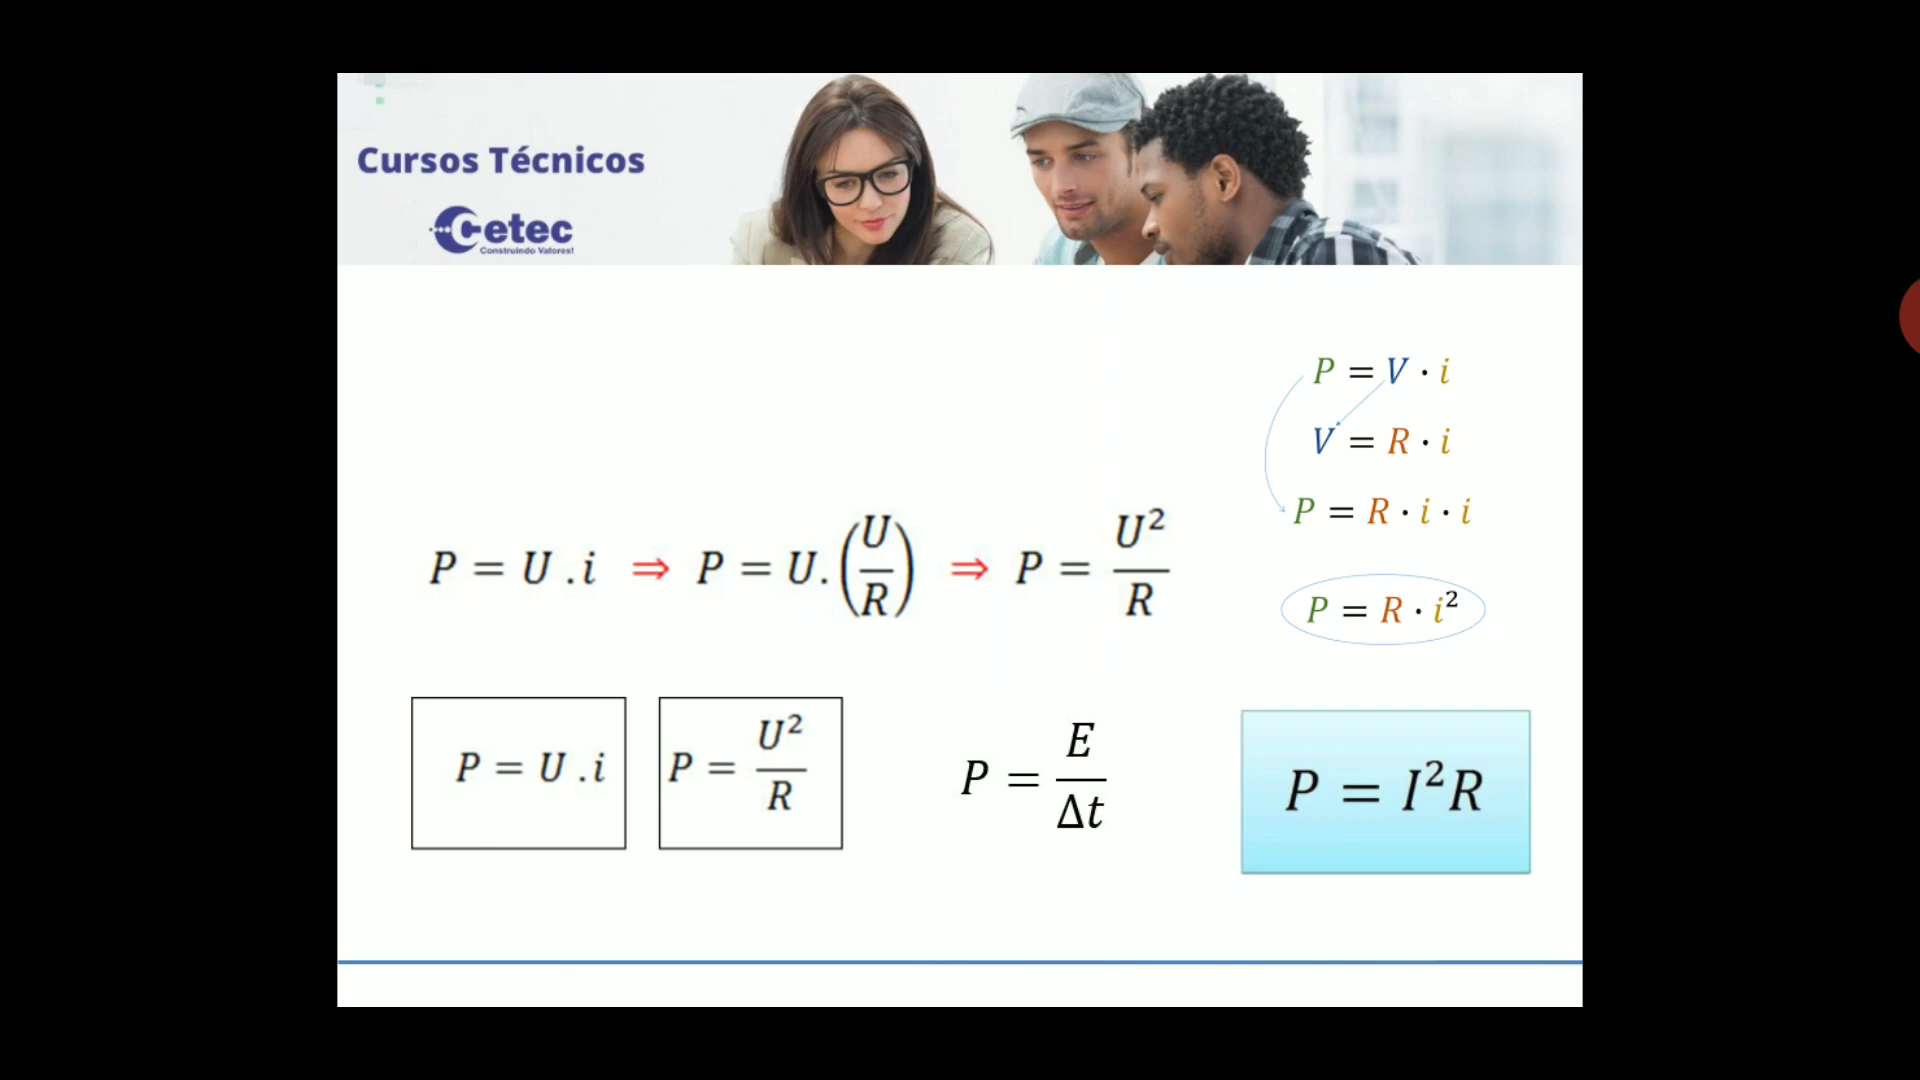 Cursos Técnicos
Cetec
Construindo Valores!
P = V · i
V = R · i
P = R · i · i
P = U . i ⇒ P = U. (U/R) ⇒ P = U²/R
P = R · i²
P = U . i
P = U²/R
P = E/Δt
P = I²R